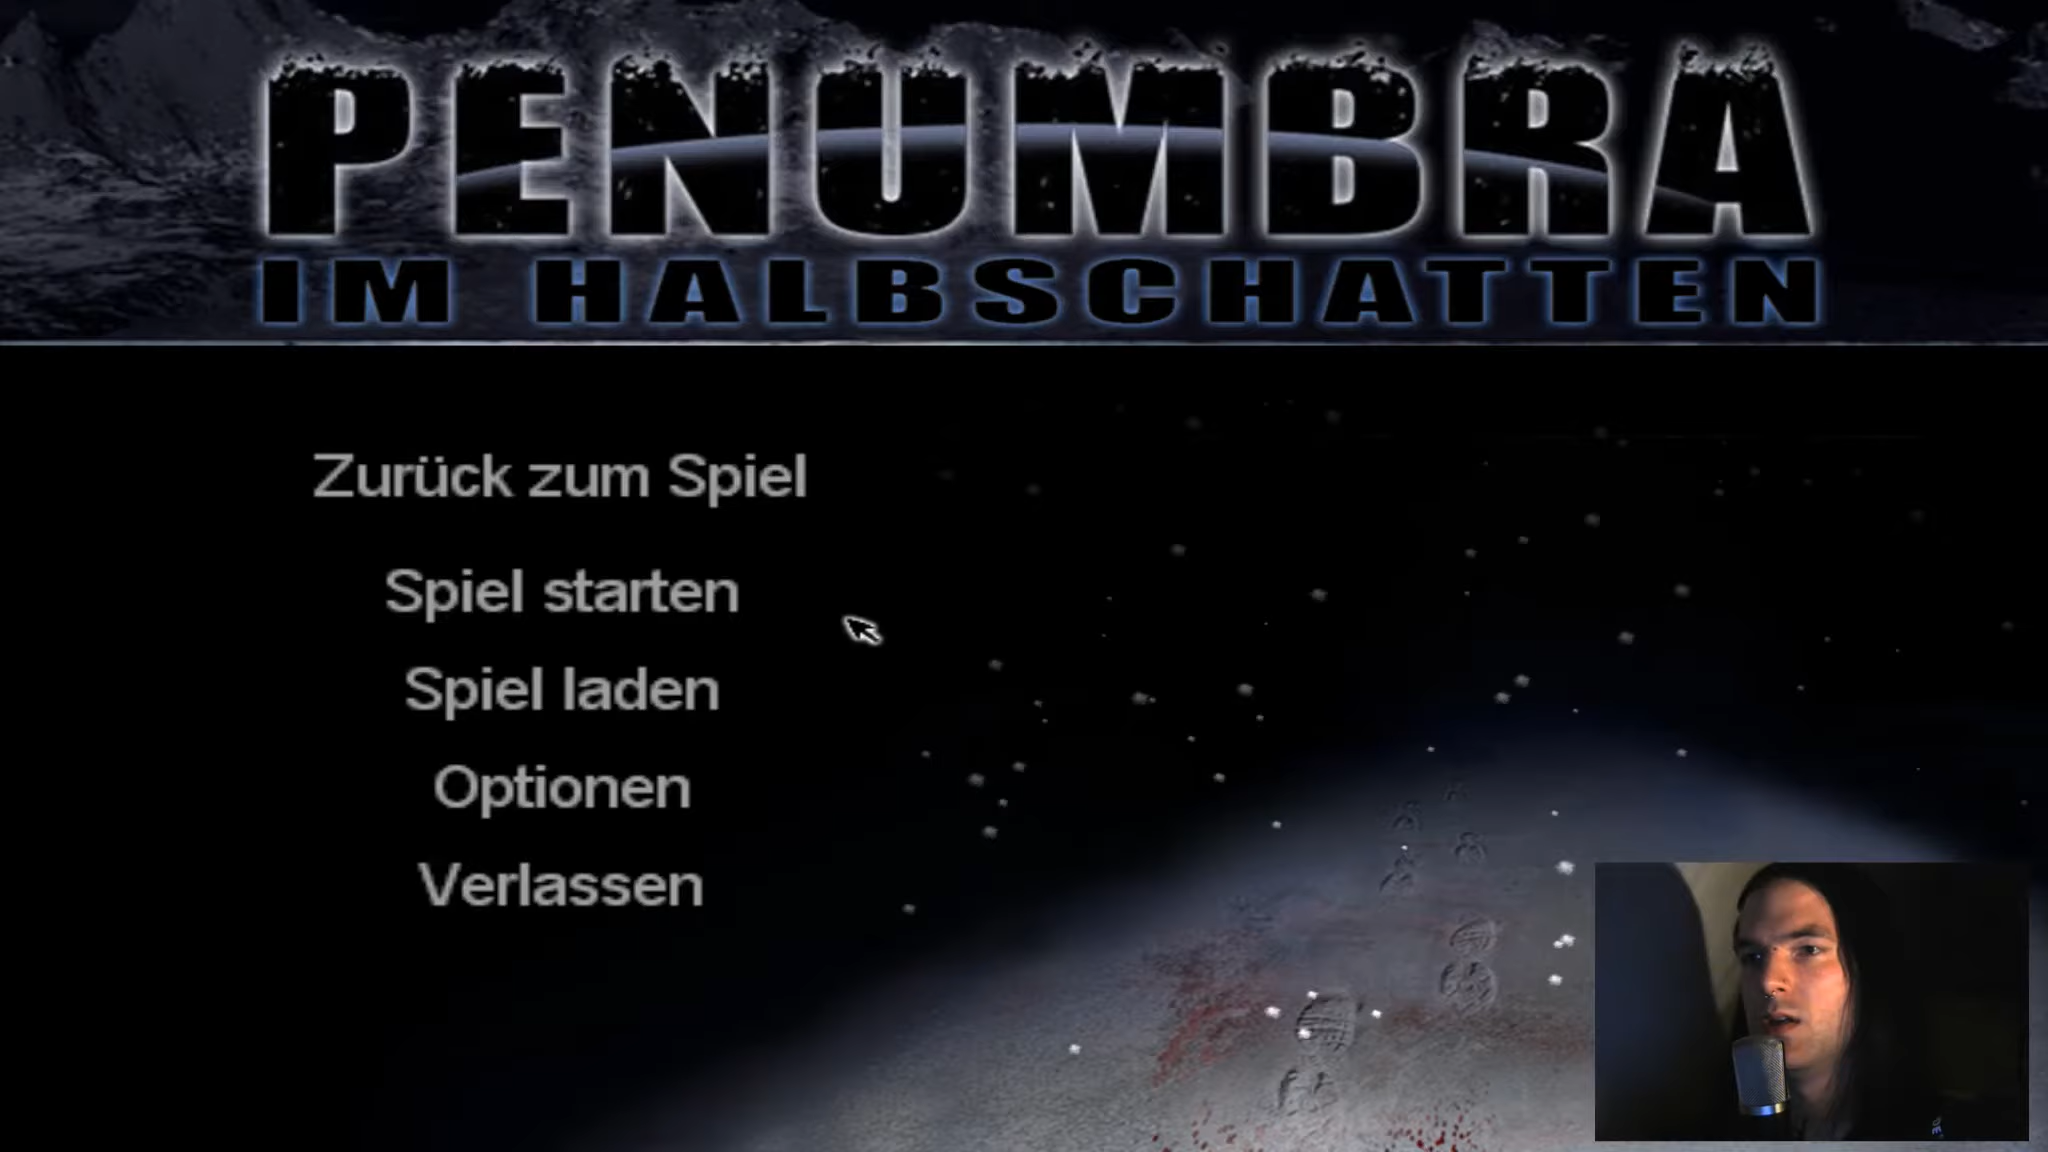 PENUMBRA
IM HALBSCHATTEN
Zurück zum Spiel
Spiel starten
Spiel laden
Optionen
Verlassen